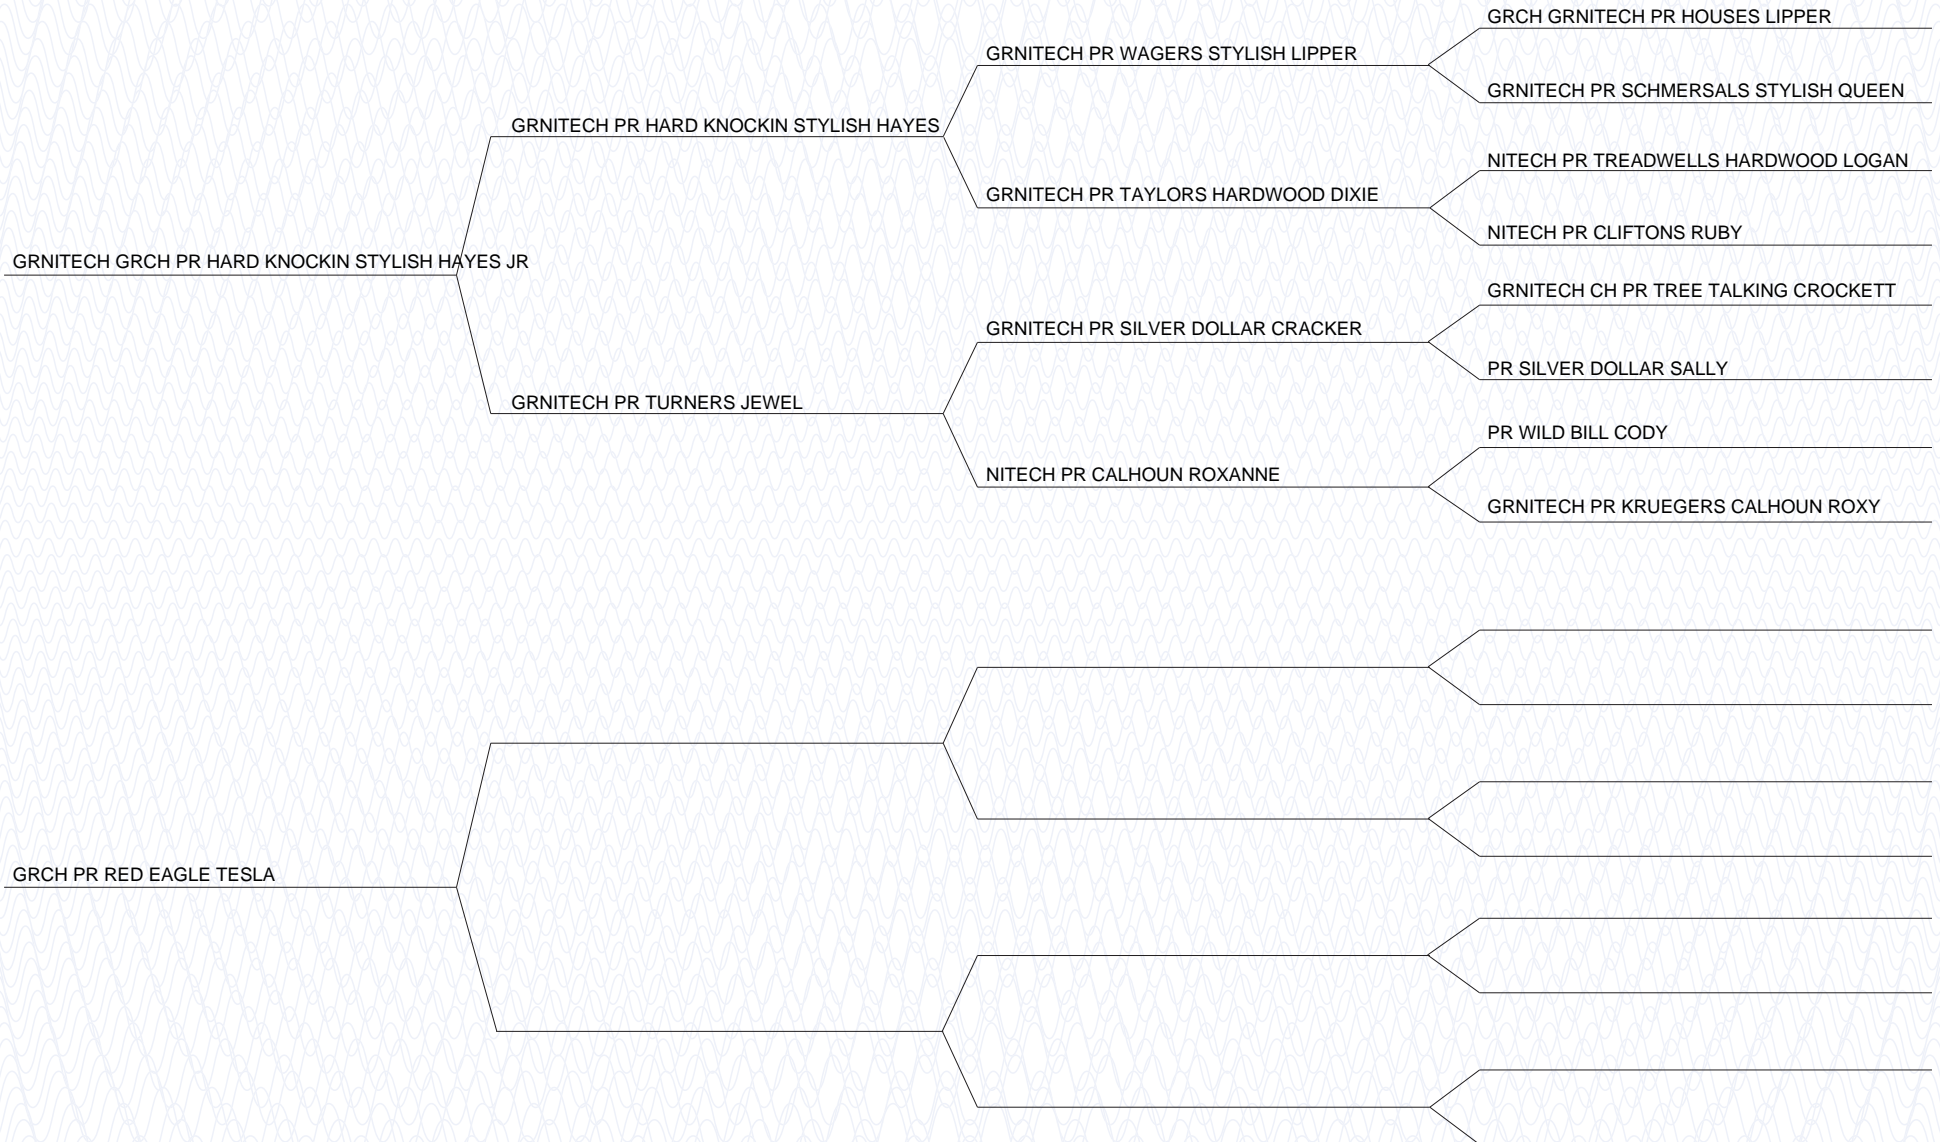 GRCH GRNITECH PR HOUSES LIPPER
GRNITECH PR WAGERS STYLISH LIPPER
GRNITECH PR SCHMERSALS STYLISH QUEEN
GRNITECH PR HARD KNOCKIN STYLISH HAYES
NITECH PR TREADWELLS HARDWOOD LOGAN
GRNITECH PR TAYLORS HARDWOOD DIXIE
NITECH PR CLIFTONS RUBY
GRNITECH GRCH PR HARD KNOCKIN STYLISH HAYES JR
GRNITECH CH PR TREE TALKING CROCKETT
GRNITECH PR SILVER DOLLAR CRACKER
PR SILVER DOLLAR SALLY
GRNITECH PR TURNERS JEWEL
PR WILD BILL CODY
NITECH PR CALHOUN ROXANNE
GRNITECH PR KRUEGERS CALHOUN ROXY
GRCH PR RED EAGLE TESLA